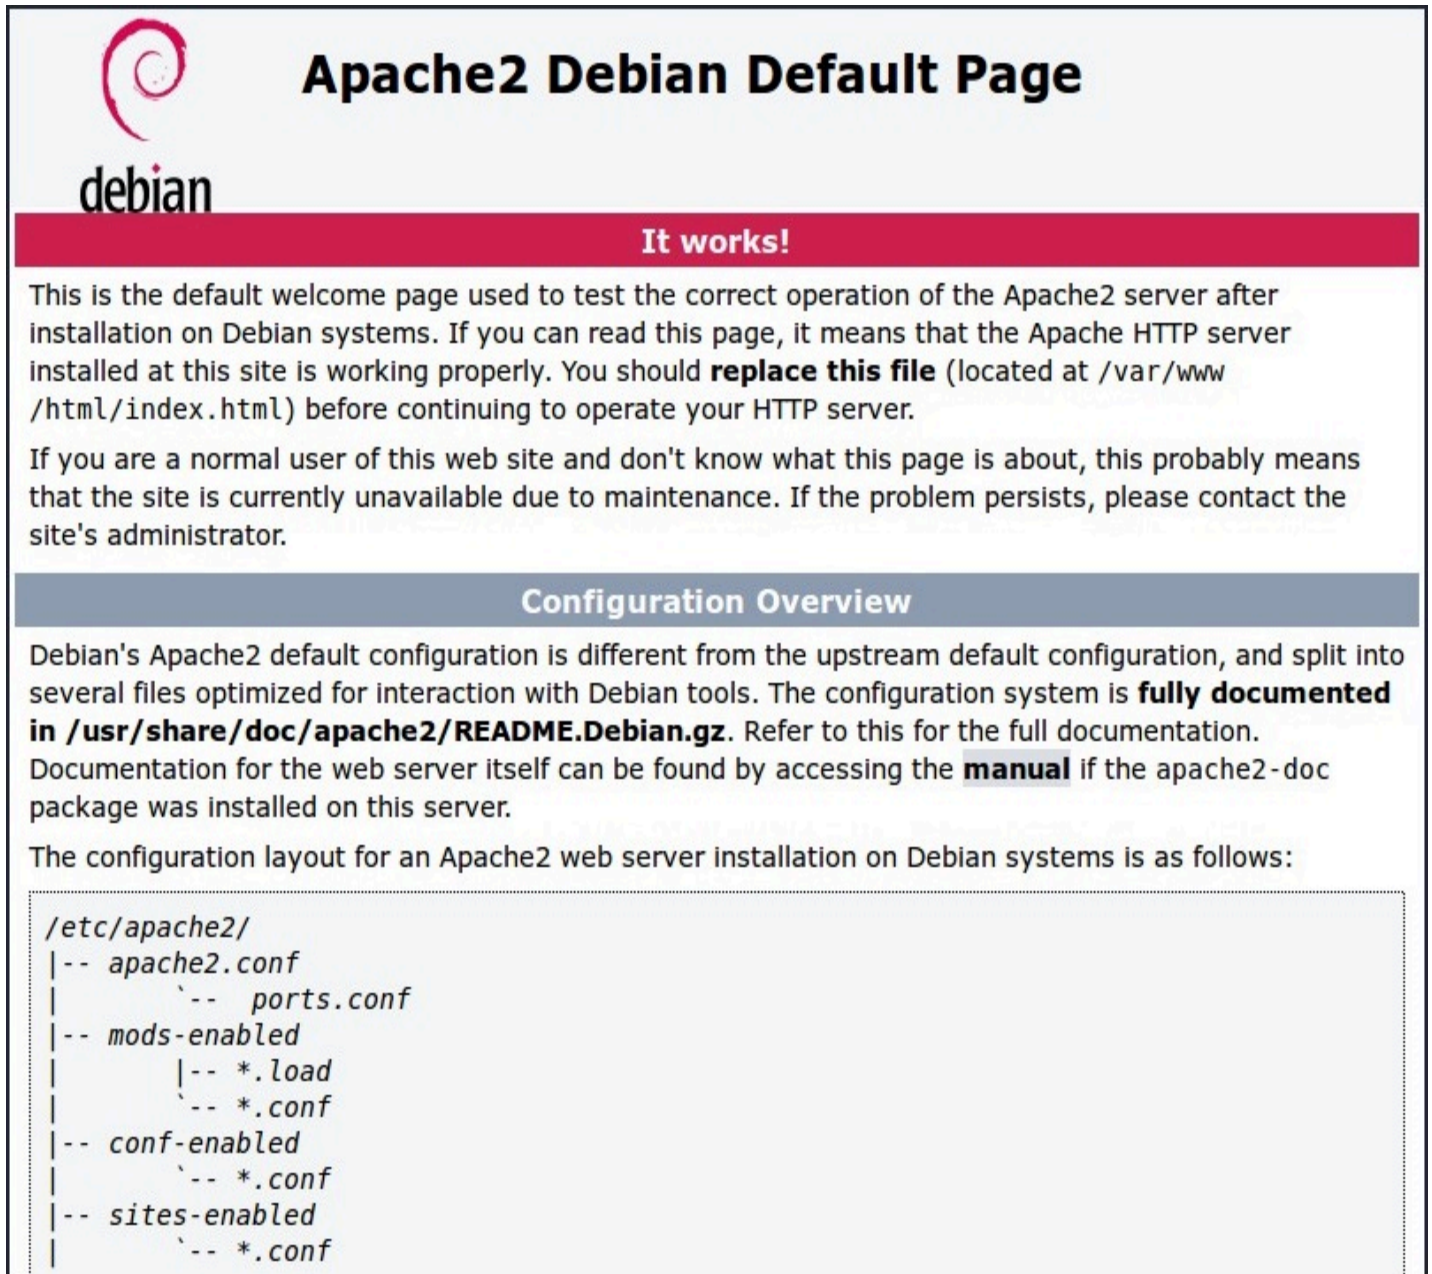 debian
Apache2 Debian Default Page
It works!
This is the default welcome page used to test the correct operation of the Apache2 server after
installation on Debian systems. If you can read this page, it means that the Apache HTTP server
installed at this site is working properly. You should replace this file (located at /var/www
/html/index.html) before continuing to operate your HTTP server.
If you are a normal user of this web site and don't know what this page is about, this probably means
that the site is currently unavailable due to maintenance. If the problem persists, please contact the
site's administrator.
Configuration Overview
Debian's Apache2 default configuration is different from the upstream default configuration, and split into
several files optimized for interaction with Debian tools. The configuration system is fully documented
in /usr/share/doc/apache2/README.Debian.gz. Refer to this for the full documentation.
Documentation for the web server itself can be found by accessing the manual if the apache2-doc
package was installed on this server.
The configuration layout for an Apache2 web server installation on Debian systems is as follows:
/etc/apache2/
|-- apache2.conf
|       `--  ports.conf
|-- mods-enabled
|       |-- *.load
|       `-- *.conf
|-- conf-enabled
|       `-- *.conf
|-- sites-enabled
|       `-- *.conf